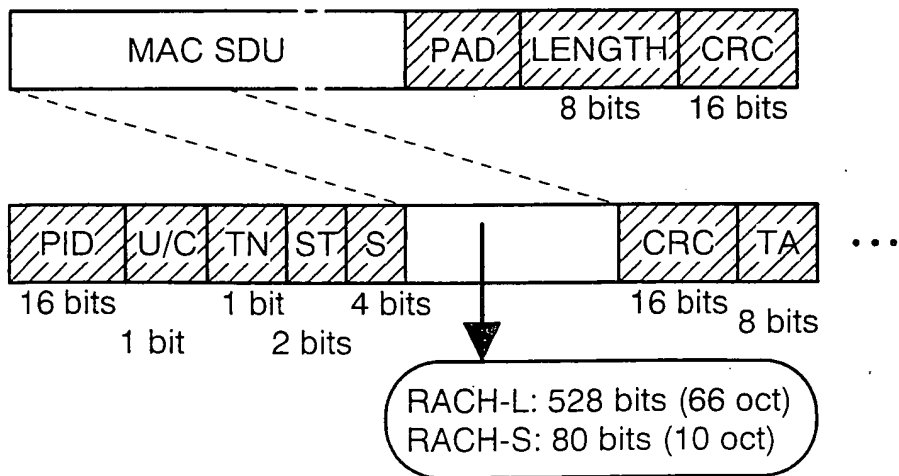 MAC SDU PAD LENGTH CRC
8 bits 16 bits
PID U/C TN ST S CRC TA •••
16 bits 1 bit 4 bits 16 bits
1 bit 2 bits 8 bits
RACH-L: 528 bits (66 oct)
RACH-S: 80 bits (10 oct)